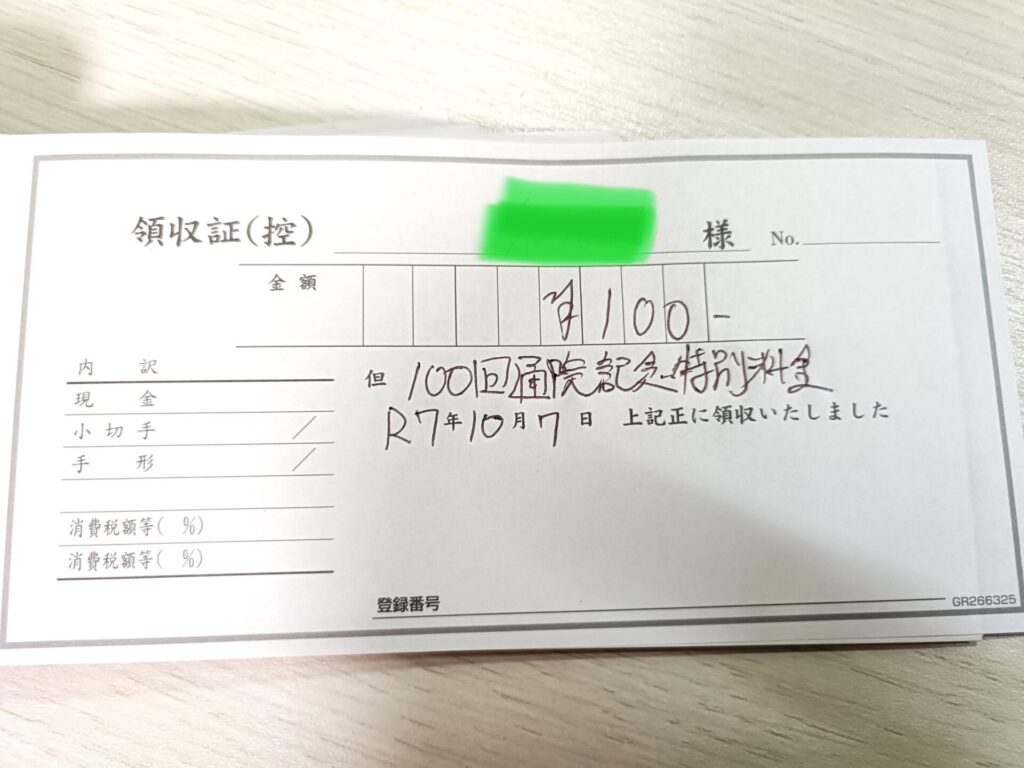 領収証(控) 様 No.
金額 ¥100-
但 100回通院記念特別料金
R7年10月7日 上記正に領収いたしました
内訳
現金
小切手 /
手形 /
消費税額等( %)
消費税額等( %)
登録番号
GR266325